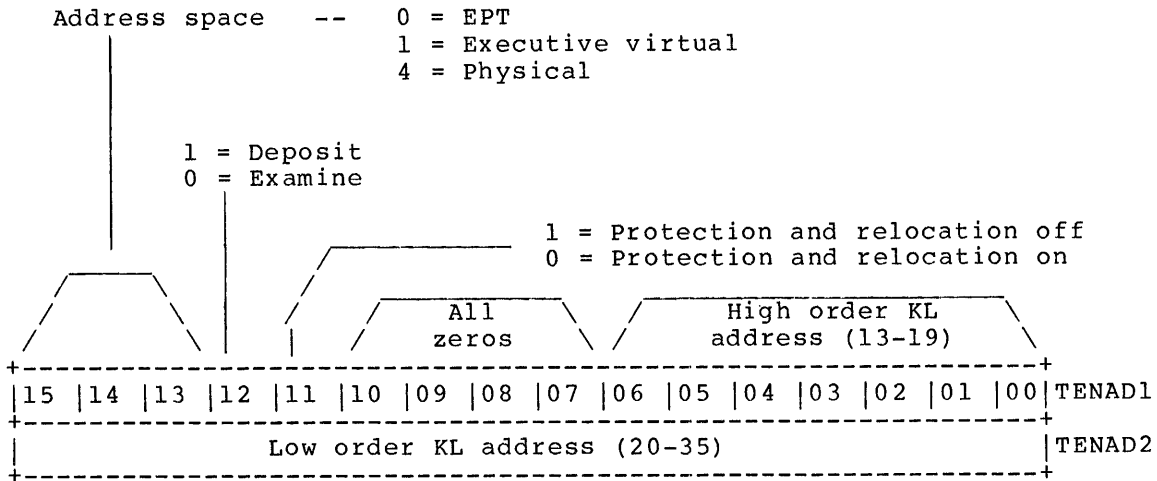 Address space -- 0 = EPT
1 = Executive virtual
4 = Physical
1 = Deposit
0 = Examine
1 = Protection and relocation off
0 = Protection and relocation on
All zeros
High order KL address (13-19)
|15 |14 |13 |12 |11 |10 |09 |08 |07 |06 |05 |04 |03 |02 |01 |00| TENAD1
Low order KL address (20-35) TENAD2